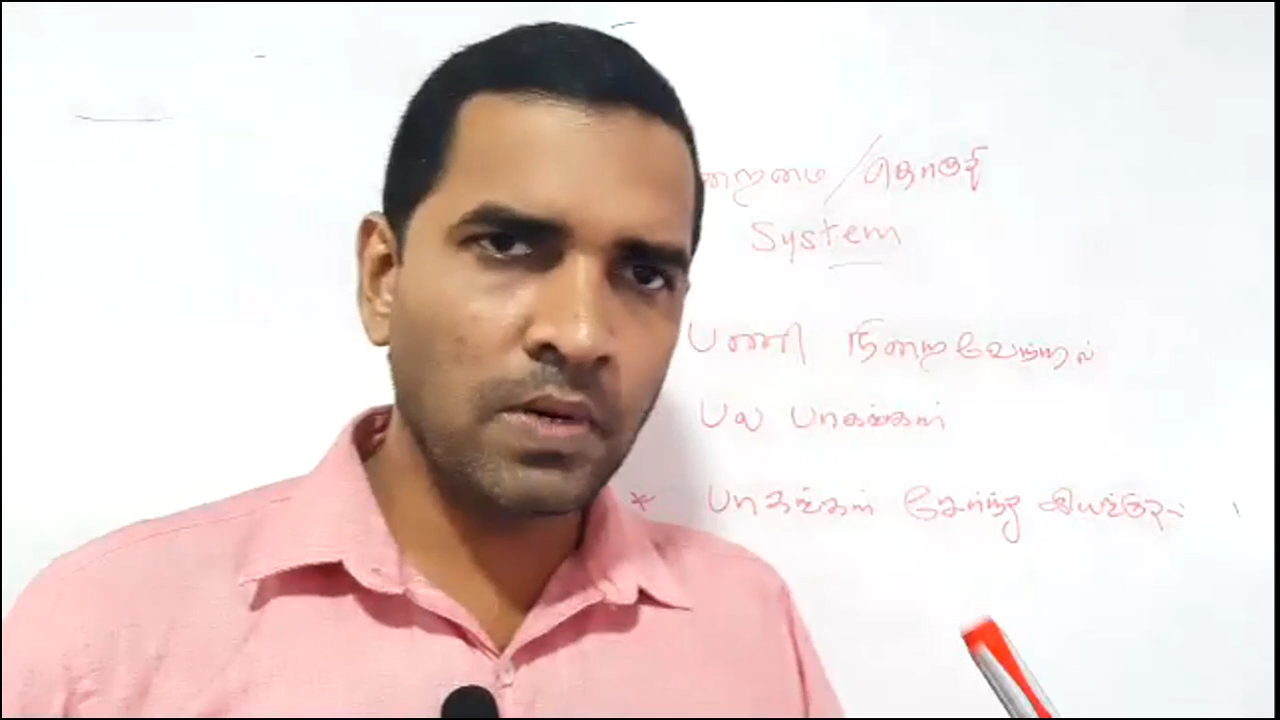 றைமை / தொகுதி
System
பணி நிறைவேற்றல்
பல பாகங்கள்
* பாகங்கள் சேர்ந்து இயங்குதல்